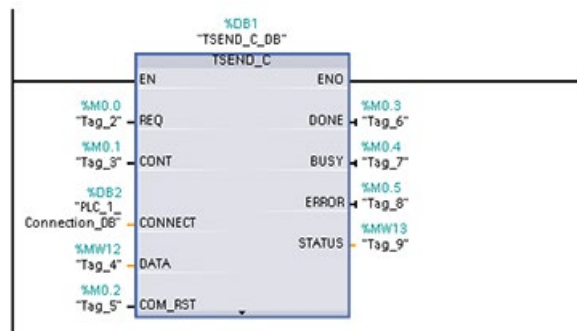 %DB1
"TSEND_C_DB"
TSEND_C
EN ENO
%M0.0 %M0.3
"Tag_2" REQ DONE "Tag_6"
%M0.1 %M0.4
"Tag_3" CONT BUSY "Tag_7"
%DB2 %M0.5
"PLC_1_ ERROR "Tag_8"
Connection_DB" CONNECT
%MW13
%MW12 STATUS "Tag_9"
"Tag_4" DATA
%M0.2
"Tag_5" COM_RST